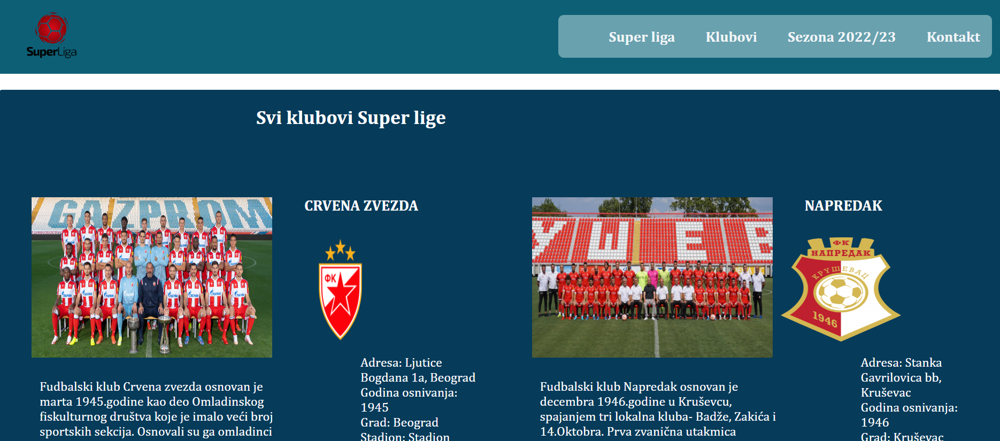 SuperLiga
Super liga
Klubovi
Sezona 2022/23
Kontakt
Svi klubovi Super lige
GAZPROM
CRVENA ZVEZDA
ФК
Fudbalski klub Crvena zvezda osnovan je
marta 1945.godine kao deo Omladinskog
fiskulturnog društva koje je imalo veći broj
sportskih sekcija. Osnovali su ga omladinci
Adresa: Ljutice
Bogdana 1a, Beograd
Godina osnivanja:
1945
Grad: Beograd
Stadion: Stadion
NAPREDAK
ФК
НАПРЕДАК
КРУШЕВАЦ
1946
Fudbalski klub Napredak osnovan je
decembra 1946.godine u Kruševcu,
spajanjem tri lokalna kluba- Badže, Zakića i
14.Oktobra. Prva zvanična utakmica
Adresa: Stanka
Gavrilovica bb,
Kruševac
Godina osnivanja:
1946
Grad: Kruševac